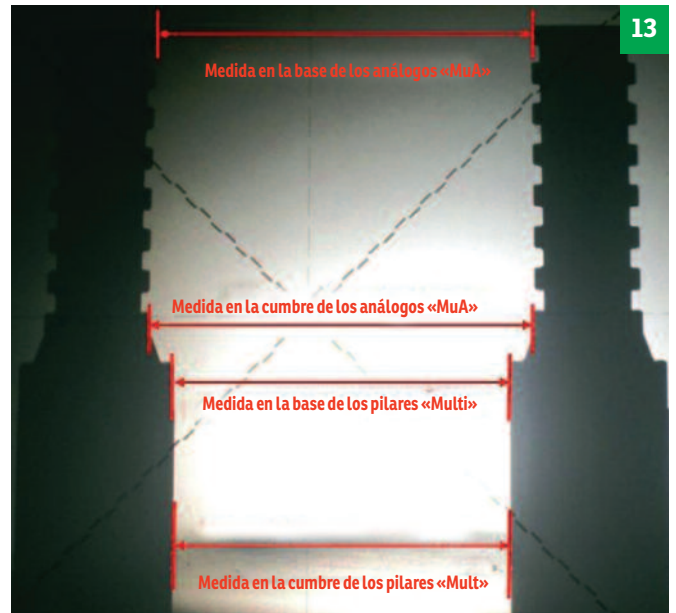 13
Medida en la base de los análogos «MuA»
Medida en la cumbre de los análogos «MuA»
Medida en la base de los pilares «Multi»
Medida en la cumbre de los pilares «Mult»